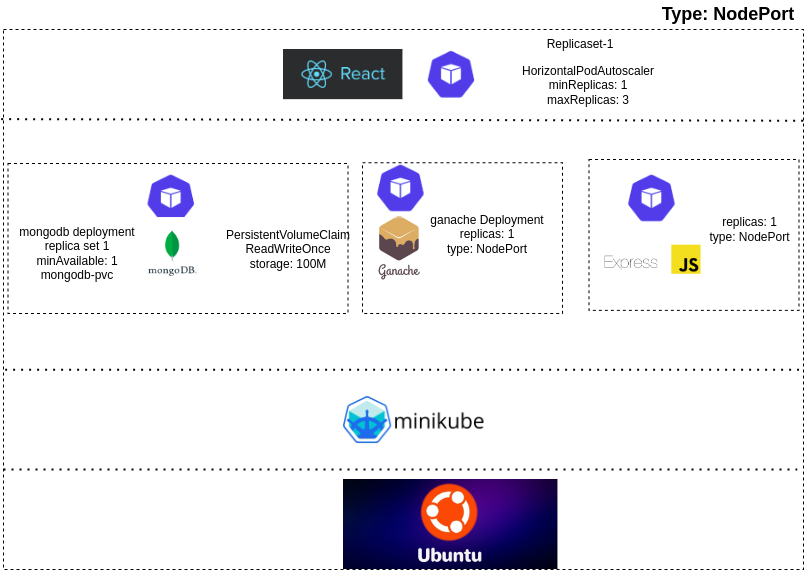 Type: NodePort
React
Replicaset-1
HorizontalPodAutoscaler
minReplicas: 1
maxReplicas: 3
mongodb deployment
replica set 1
minAvailable: 1
mongodb-pvc
mongoDB.
PersistentVolumeClaim
ReadWriteOnce
storage: 100M
Ganache
ganache Deployment
replicas: 1
type: NodePort
Express
JS
replicas: 1
type: NodePort
minikube
Ubuntu